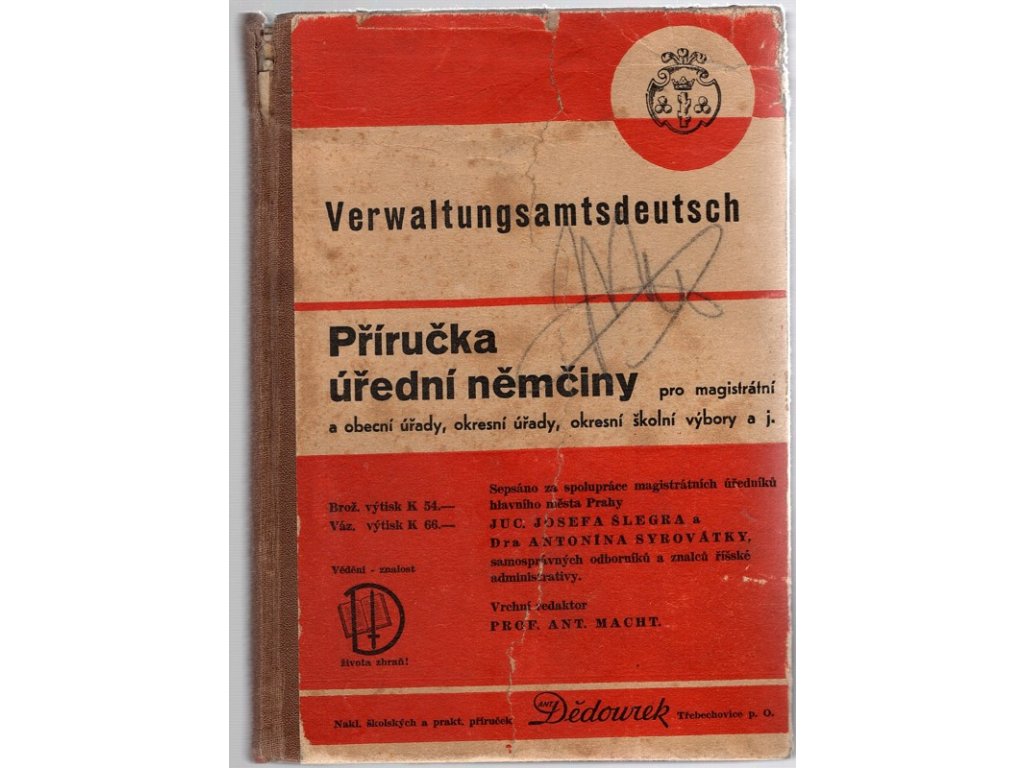 Verwaltungsamtsdeutsch
Příručka
úřední němčiny pro magistrátní
a obecní úřady, okresní úřady, okresní školní výbory a j.
Brož. výtisk K 54.—
Váz. výtisk K 66.—
Sepsáno za spolupráce magistrátních úředníků
hlavního města Prahy
JUC. JOSEFA ŠLEGRA a
Dra ANTONÍNA SYROVÁTKY,
samosprávných odborníků a znalců říšské
administrativy.
Vrchní redaktor
PROF. ANT. MACHT.
Vědění - znalost
života zbraň!
Nakl. školských a prakt. příruček ANT. Dědourek Třebechovice p. O.